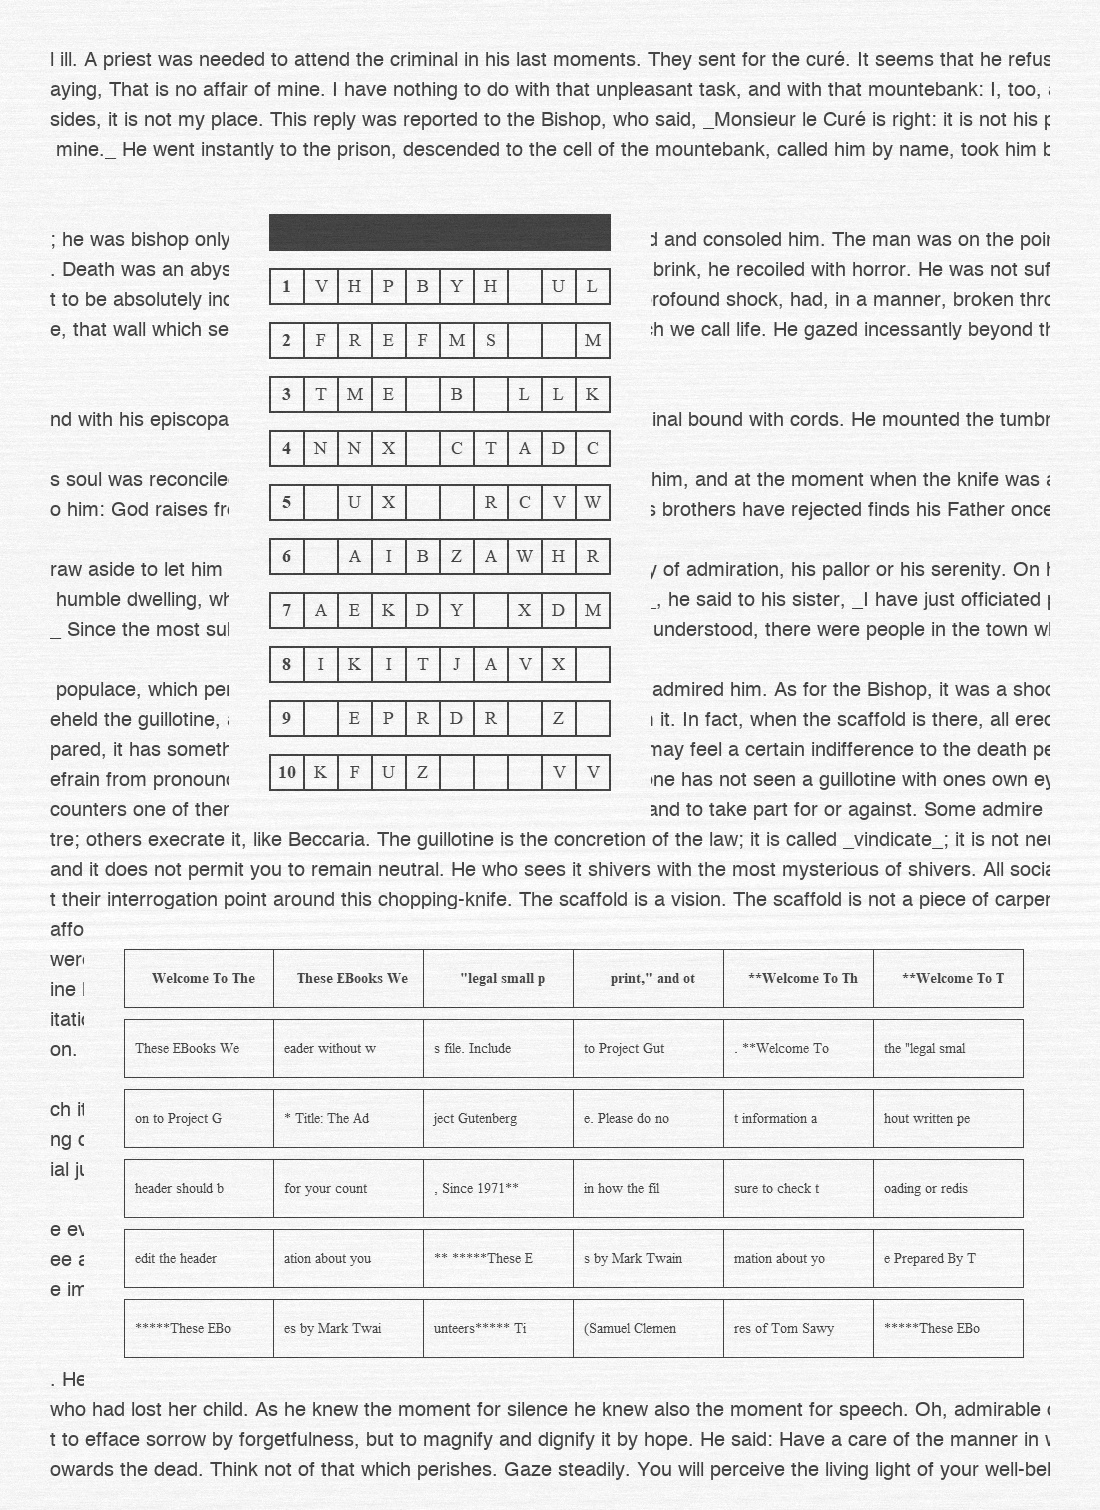 l ill. A priest was needed to attend the criminal in his last moments. They sent for the curé. It seems that he refus
aying, That is no affair of mine. I have nothing to do with that unpleasant task, and with that mountebank: I, too,
sides, it is not my place. This reply was reported to the Bishop, who said, _Monsieur le Curé is right: it is not his
mine._ He went instantly to the prison, descended to the cell of the mountebank, called him by name, took him
; he was bishop only d and consoled him. The man was on the poin
. Death was an abys brink, he recoiled with horror. He was not suf
t to be absolutely inc rofound shock, had, in a manner, broken thro
e, that wall which se ch we call life. He gazed incessantly beyond th
nd with his episcopa inal bound with cords. He mounted the tumbr
s soul was reconcile him, and at the moment when the knife was a
o him: God raises fr s brothers have rejected finds his Father once
raw aside to let him y of admiration, his pallor or his serenity. On h
humble dwelling, wh _, he said to his sister, _I have just officiated
_ Since the most su understood, there were people in the town w
populace, which per admired him. As for the Bishop, it was a shoc
eheld the guillotine, it. In fact, when the scaffold is there, all erec
pared, it has someth may feel a certain indifference to the death pe
efrain from pronounc one has not seen a guillotine with ones own ey
counters one of ther and to take part for or against. Some admire
1 V H P B Y H U L
2 F R E F M S M
3 T M E B L L K
4 N N X C T A D C
5 U X R C V W
6 A I B Z A W H R
7 A E K D Y X D M
8 I K I T J A V X
9 E P R D R Z
10 K F U Z V V
tre; others execrate it, like Beccaria. The guillotine is the concretion of the law; it is called _vindicate_; it is not neu
and it does not permit you to remain neutral. He who sees it shivers with the most mysterious of shivers. All socia
t their interrogation point around this chopping-knife. The scaffold is a vision. The scaffold is not a piece of carper
affo
were
ine
itatio
on.
ch it
ng
ial ju
e ev
ee a
e im
Welcome To The These EBooks We "legal small p print," and ot **Welcome To Th **Welcome To T
These EBooks We eader without w s file. Include to Project Gut . **Welcome To the "legal smal
on to Project G * Title: The Ad ject Gutenberg e. Please do no t information a hout written pe
header should b for your count , Since 1971** in how the fil sure to check t oading or redis
edit the header ation about you ** *****These E s by Mark Twain mation about yo e Prepared By T
*****These EBo es by Mark Twai unteers***** Ti (Samuel Clemen res of Tom Sawy *****These EBo
. He
who had lost her child. As he knew the moment for silence he knew also the moment for speech. Oh, admirable
t to efface sorrow by forgetfulness, but to magnify and dignify it by hope. He said: Have a care of the manner in
owards the dead. Think not of that which perishes. Gaze steadily. You will perceive the living light of your well-bel